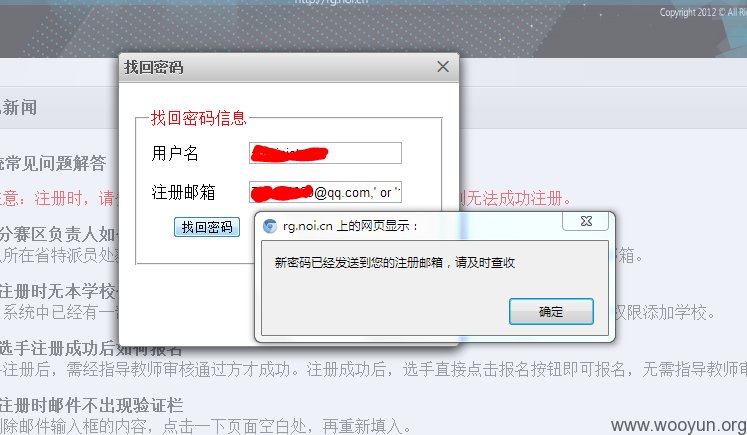 http://rg.noi.cn
Copyright 2012 © All Ri
找回密码
新闻
找回密码信息
用户名
统常见问题解答
注册邮箱
@qq.com,' or '
注意：注册时，请
则无法成功注册。
找回密码
rg.noi.cn 上的网页显示：
分赛区负责人如
所在省特派员处
邮箱。
新密码已经发送到您的注册邮箱，请及时查收
注册时无本学校
系统中已经有一
确定
权限添加学校。
选手注册成功后如何报名
注册后，需经指导教师审核通过方才成功。注册成功后，选手直接点击报名按钮即可报名，无需指导教师
注册时邮件不出现验证栏
删除邮件输入框的内容，点击一下页面空白处，再重新填入。
www.wooyun.org